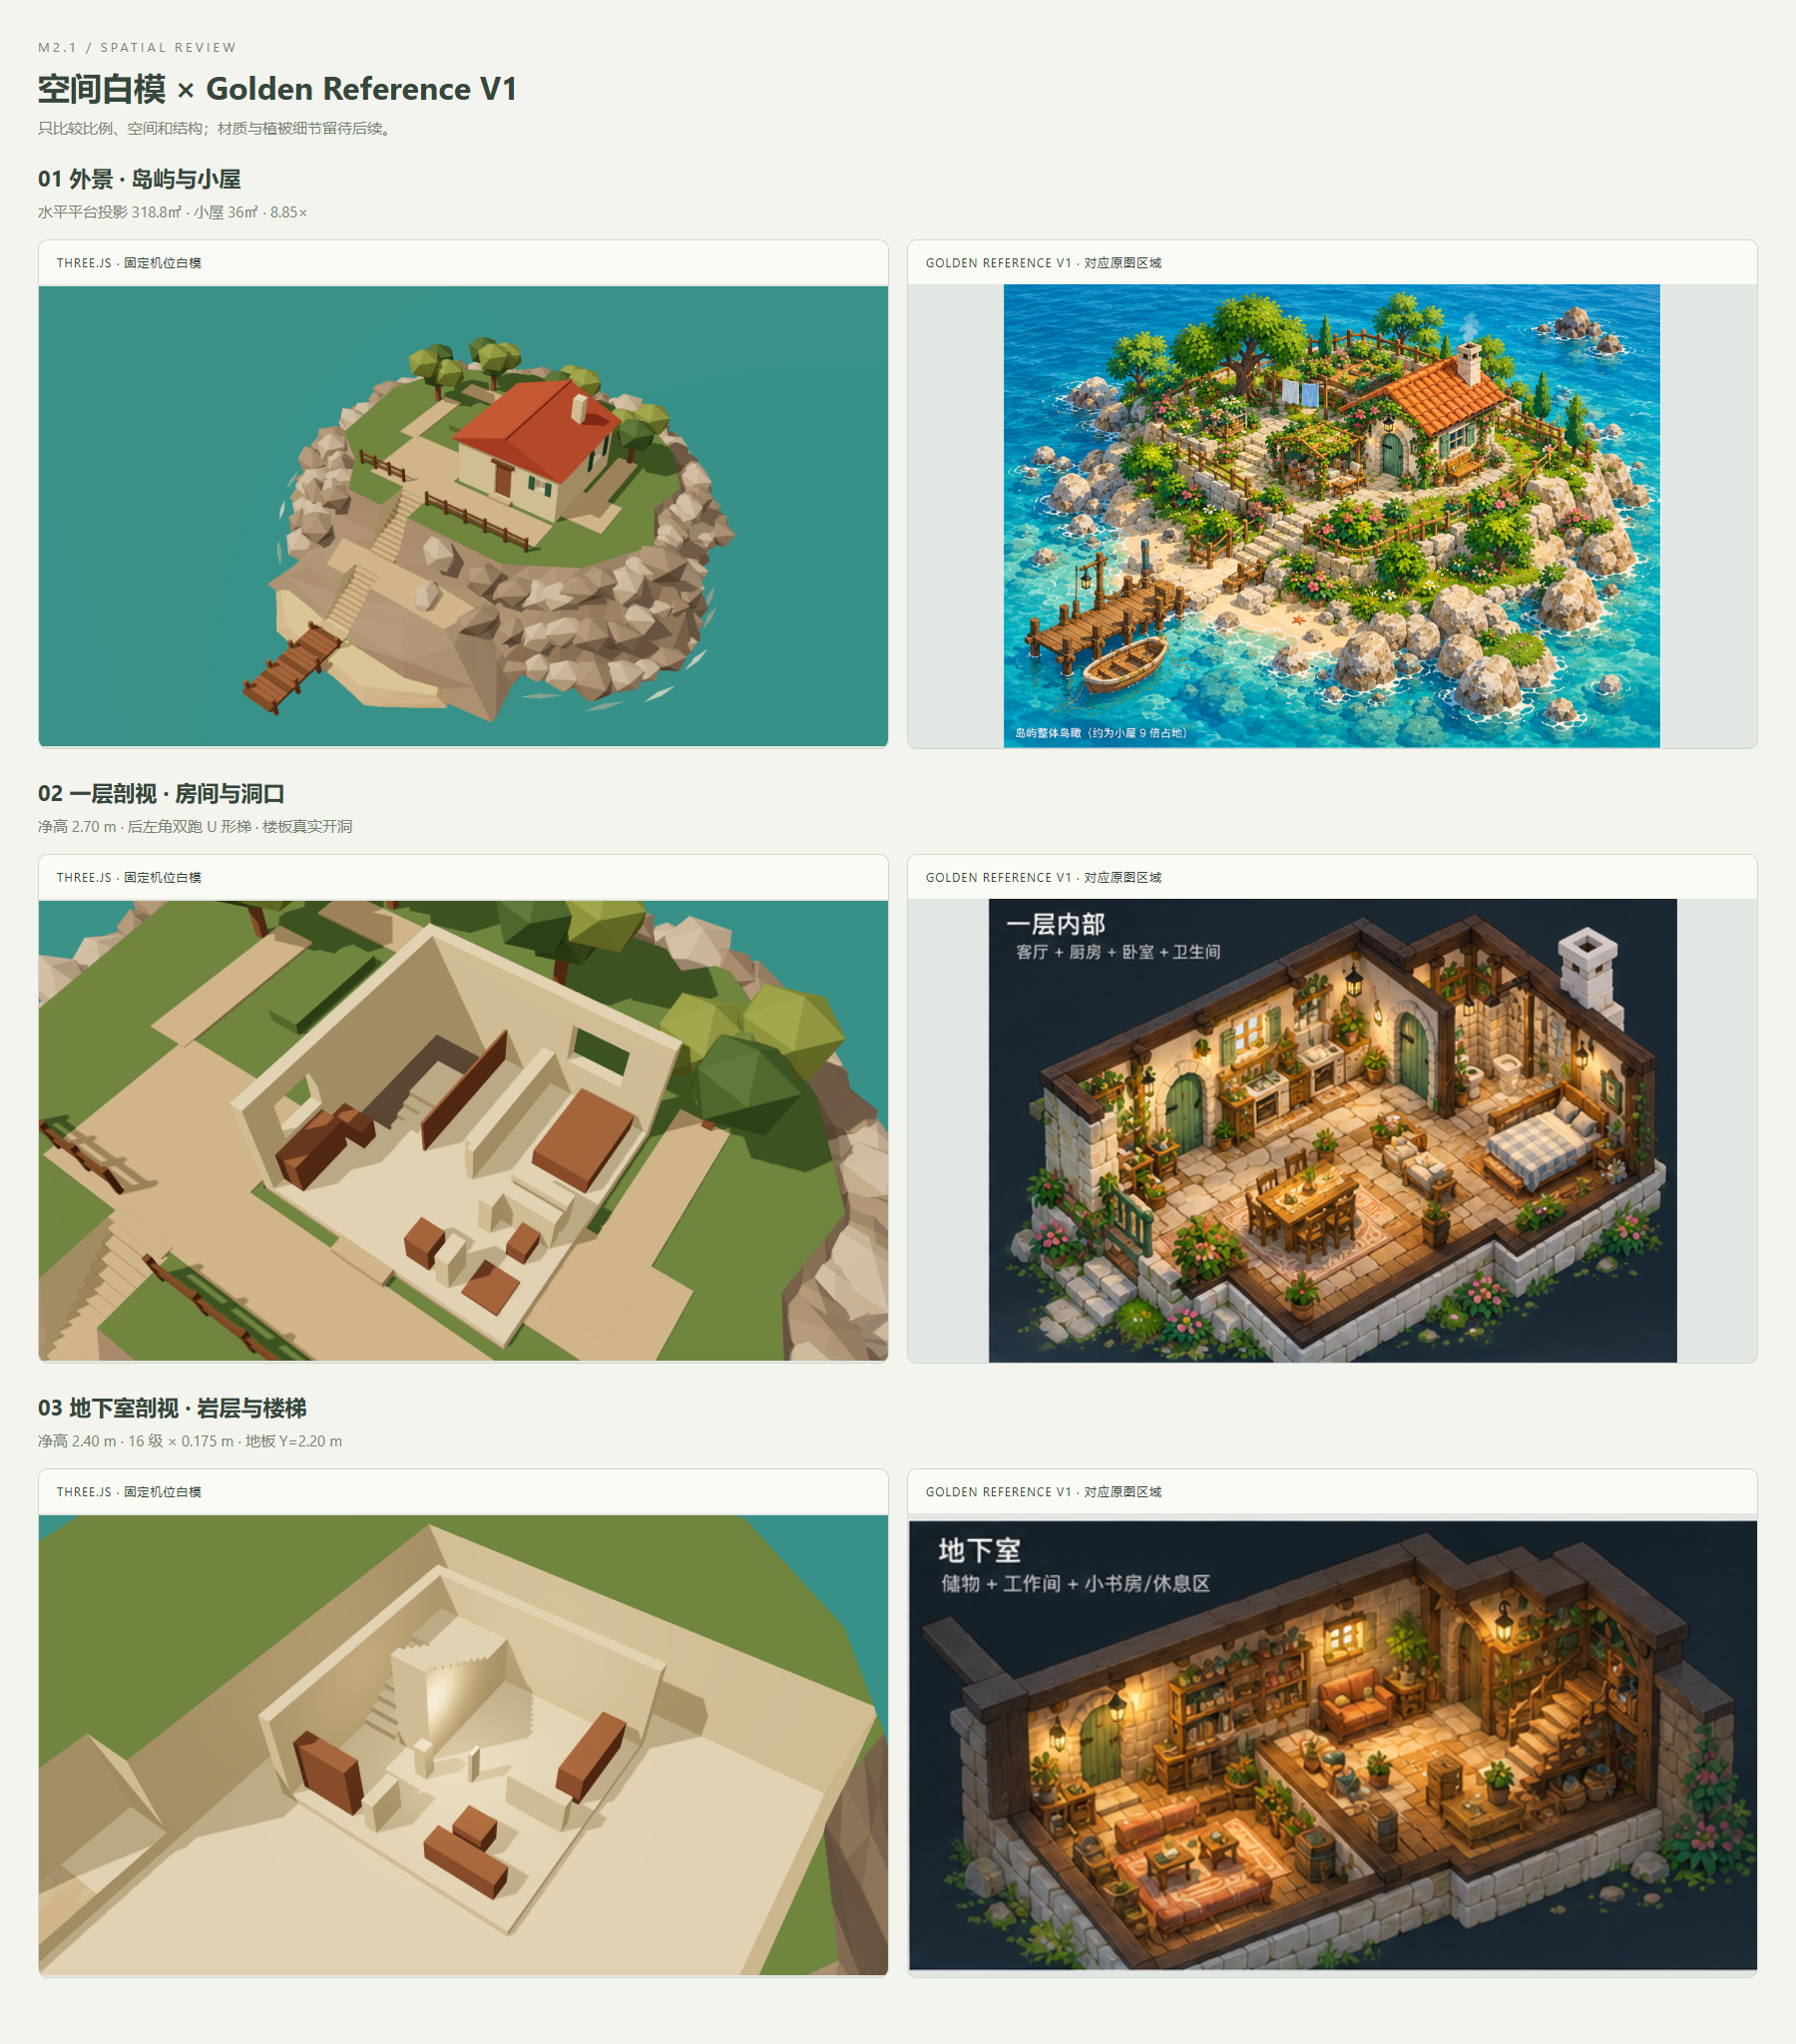 M2.1 / SPATIAL REVIEW
空间白模 × Golden Reference V1
只比较比例、空间和结构；材质与植被细节留待后续。
01 外景 · 岛屿与小屋
水平平台投影 318.8㎡ · 小屋 36㎡ · 8.85×
THREE.JS · 固定机位白模
GOLDEN REFERENCE V1 · 对应原图区域
岛屿整体鸟瞰（约为小屋 9 倍占地）
02 一层剖视 · 房间与洞口
净高 2.70 m · 后左角双跑 U 形梯 · 楼板真实开洞
THREE.JS · 固定机位白模
GOLDEN REFERENCE V1 · 对应原图区域
一层内部
客厅 + 厨房 + 卧室 + 卫生间
03 地下室剖视 · 岩层与楼梯
净高 2.40 m · 16 级 × 0.175 m · 地板 Y=2.20 m
THREE.JS · 固定机位白模
GOLDEN REFERENCE V1 · 对应原图区域
地下室
储物 + 工作间 + 小书房/休息区